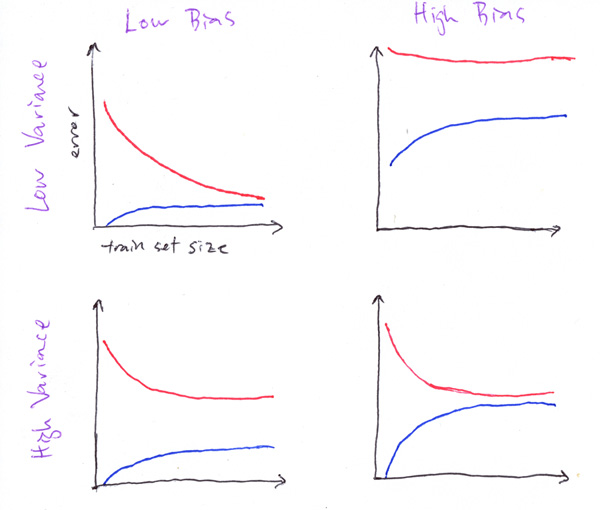 Low Bias
High Bias
Low Variance
error
train set size
High Variance